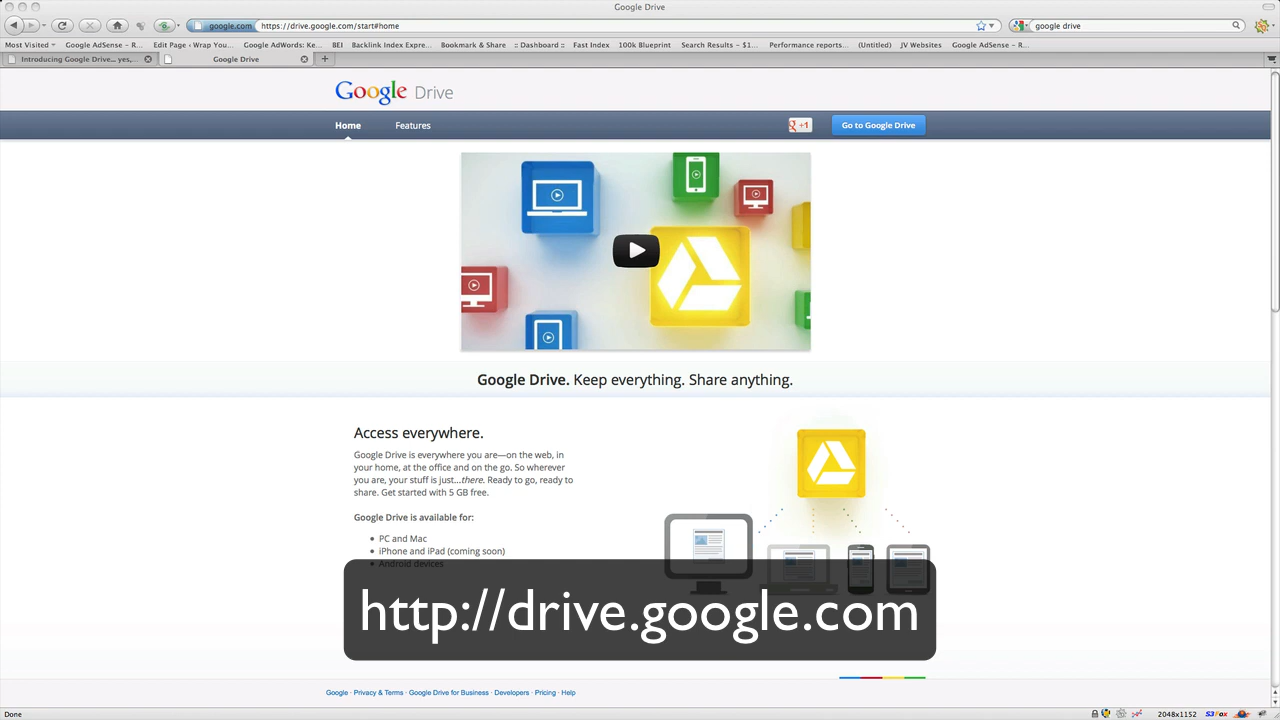 Google Drive
google.com https://drive.google.com/start#home google drive
Most Visited Google AdSense – R... Edit Page ‹ Wrap You... Google AdWords: Ke... BEI Backlink Index Expre... Bookmark & Share :: Dashboard :: Fast Index 100k Blueprint Search Results – $1... Performance reports... (Untitled) JV Websites Google AdSense – R...
Introducing Google Drive... yes,... Google Drive
Google Drive
Home Features +1 Go to Google Drive
Google Drive. Keep everything. Share anything.
Access everywhere.
Google Drive is everywhere you are—on the web, in
your home, at the office and on the go. So wherever
you are, your stuff is just...there. Ready to go, ready to
share. Get started with 5 GB free.
Google Drive is available for:
• PC and Mac
• iPhone and iPad (coming soon)
• Android devices
http://drive.google.com
Google · Privacy & Terms · Google Drive for Business · Developers · Pricing · Help
Done 2048x1152 S3Fox